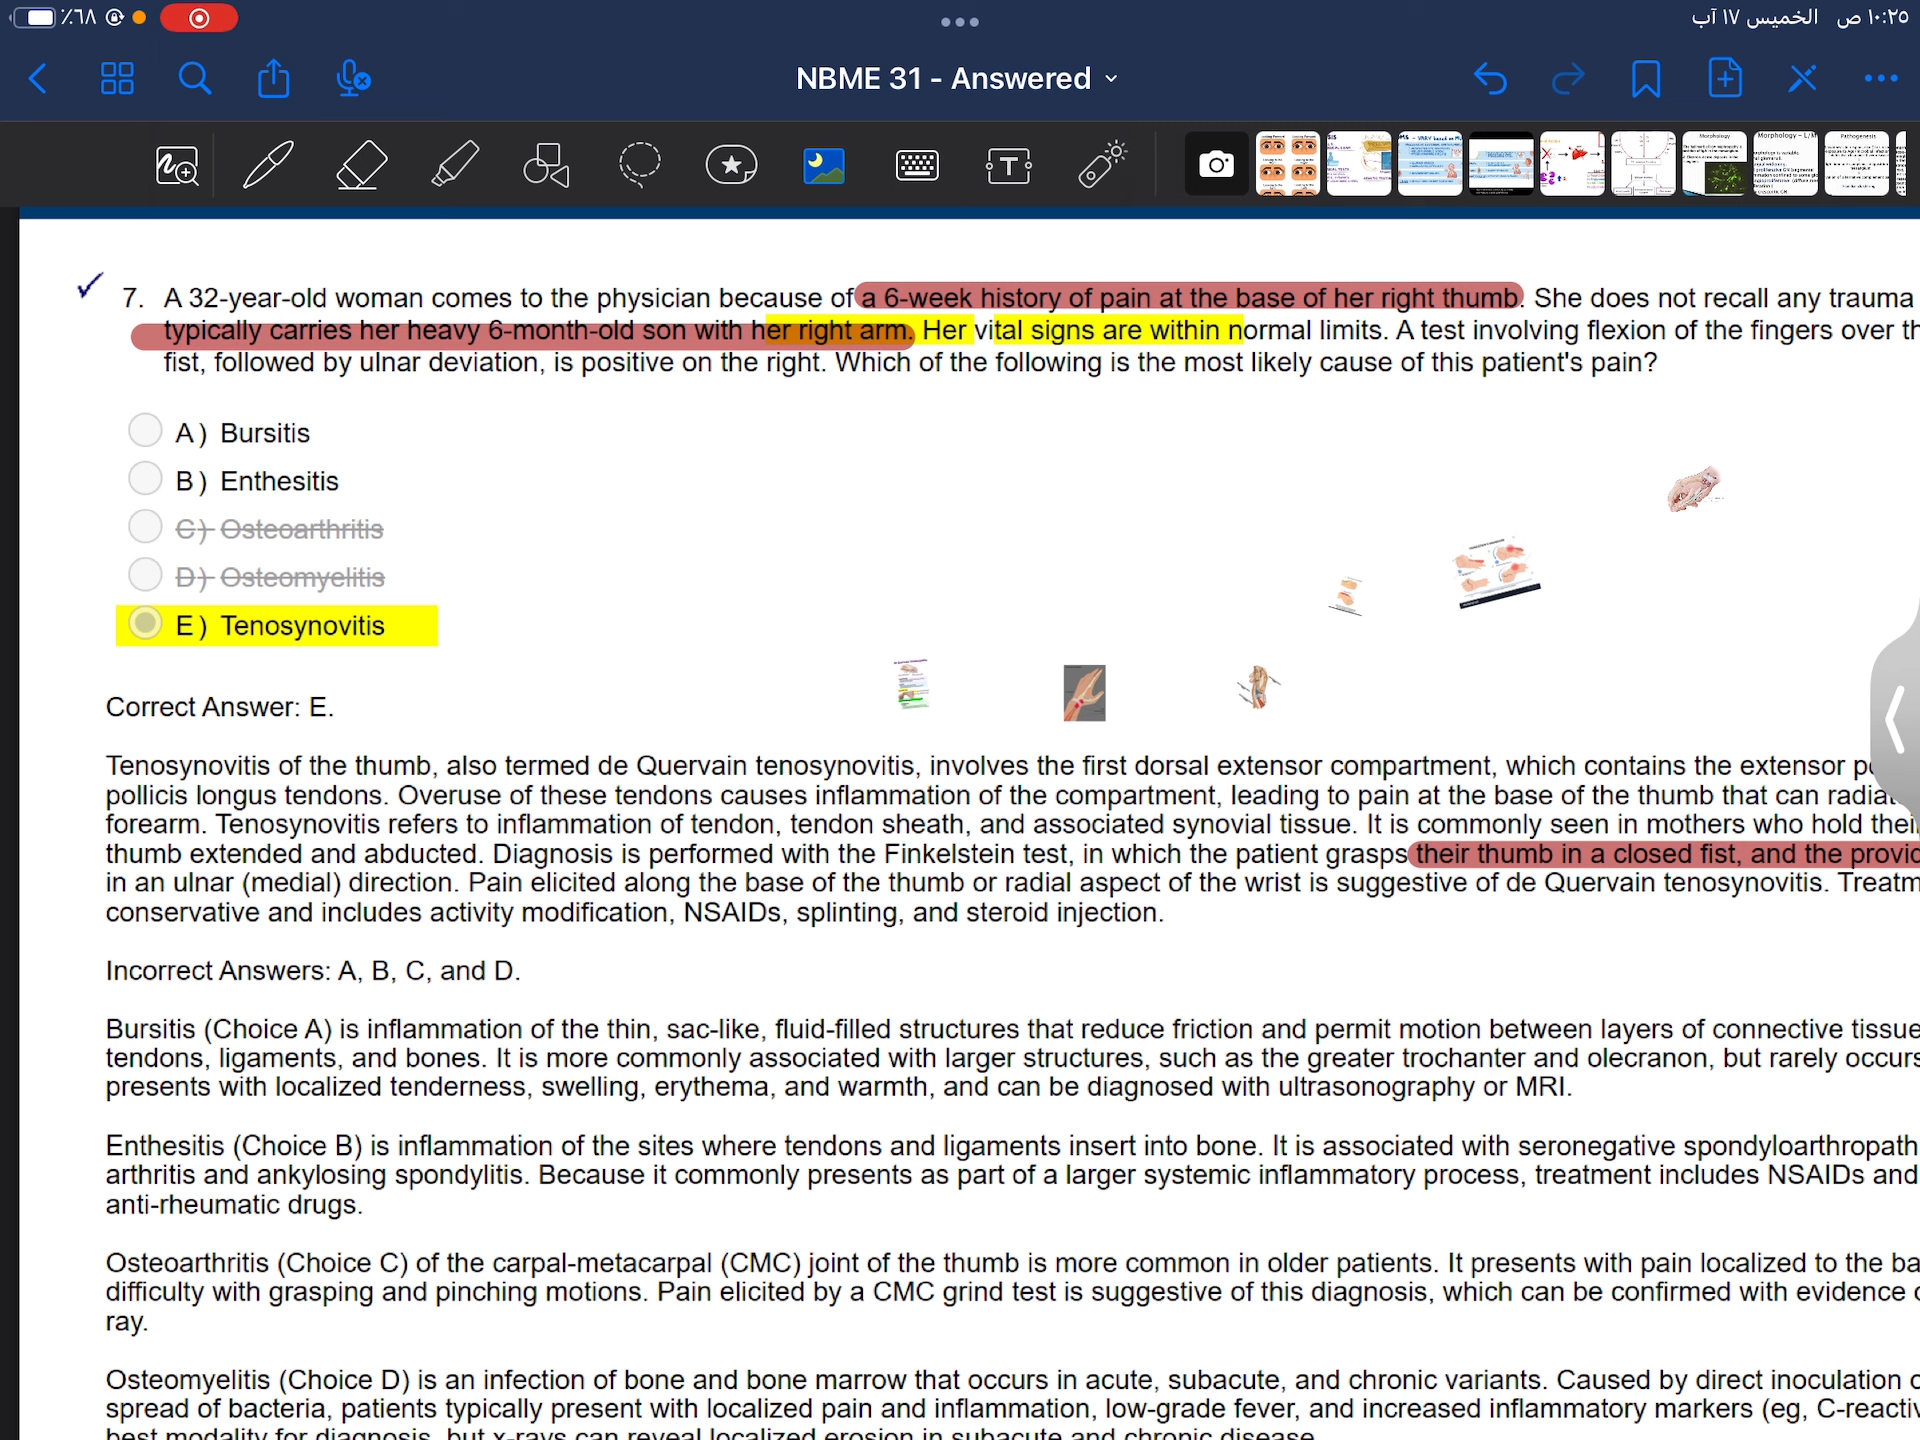 ٪٦٨
١٠:٢٥ ص الخميس ١٧ آب
NBME 31 - Answered
7. A 32-year-old woman comes to the physician because of a 6-week history of pain at the base of her right thumb. She does not recall any trauma
typically carries her heavy 6-month-old son with her right arm. Her vital signs are within normal limits. A test involving flexion of the fingers over th
fist, followed by ulnar deviation, is positive on the right. Which of the following is the most likely cause of this patient's pain?
A) Bursitis
B) Enthesitis
C) Osteoarthritis
D) Osteomyelitis
E) Tenosynovitis
Correct Answer: E.
Tenosynovitis of the thumb, also termed de Quervain tenosynovitis, involves the first dorsal extensor compartment, which contains the extensor
pollicis longus tendons. Overuse of these tendons causes inflammation of the compartment, leading to pain at the base of the thumb that can radiat
forearm. Tenosynovitis refers to inflammation of tendon, tendon sheath, and associated synovial tissue. It is commonly seen in mothers who hold thei
thumb extended and abducted. Diagnosis is performed with the Finkelstein test, in which the patient grasps their thumb in a closed fist, and the provid
in an ulnar (medial) direction. Pain elicited along the base of the thumb or radial aspect of the wrist is suggestive of de Quervain tenosynovitis. Treatm
conservative and includes activity modification, NSAIDs, splinting, and steroid injection.
Incorrect Answers: A, B, C, and D.
Bursitis (Choice A) is inflammation of the thin, sac-like, fluid-filled structures that reduce friction and permit motion between layers of connective tissue
tendons, ligaments, and bones. It is more commonly associated with larger structures, such as the greater trochanter and olecranon, but rarely occurs
presents with localized tenderness, swelling, erythema, and warmth, and can be diagnosed with ultrasonography or MRI.
Enthesitis (Choice B) is inflammation of the sites where tendons and ligaments insert into bone. It is associated with seronegative spondyloarthropath
arthritis and ankylosing spondylitis. Because it commonly presents as part of a larger systemic inflammatory process, treatment includes NSAIDs and
anti-rheumatic drugs.
Osteoarthritis (Choice C) of the carpal-metacarpal (CMC) joint of the thumb is more common in older patients. It presents with pain localized to the ba
difficulty with grasping and pinching motions. Pain elicited by a CMC grind test is suggestive of this diagnosis, which can be confirmed with evidence
ray.
Osteomyelitis (Choice D) is an infection of bone and bone marrow that occurs in acute, subacute, and chronic variants. Caused by direct inoculation
spread of bacteria, patients typically present with localized pain and inflammation, low-grade fever, and increased inflammatory markers (eg, C-reactiv
best modality for diagnosis, but x-rays can reveal localized erosion in subacute and chronic disease.